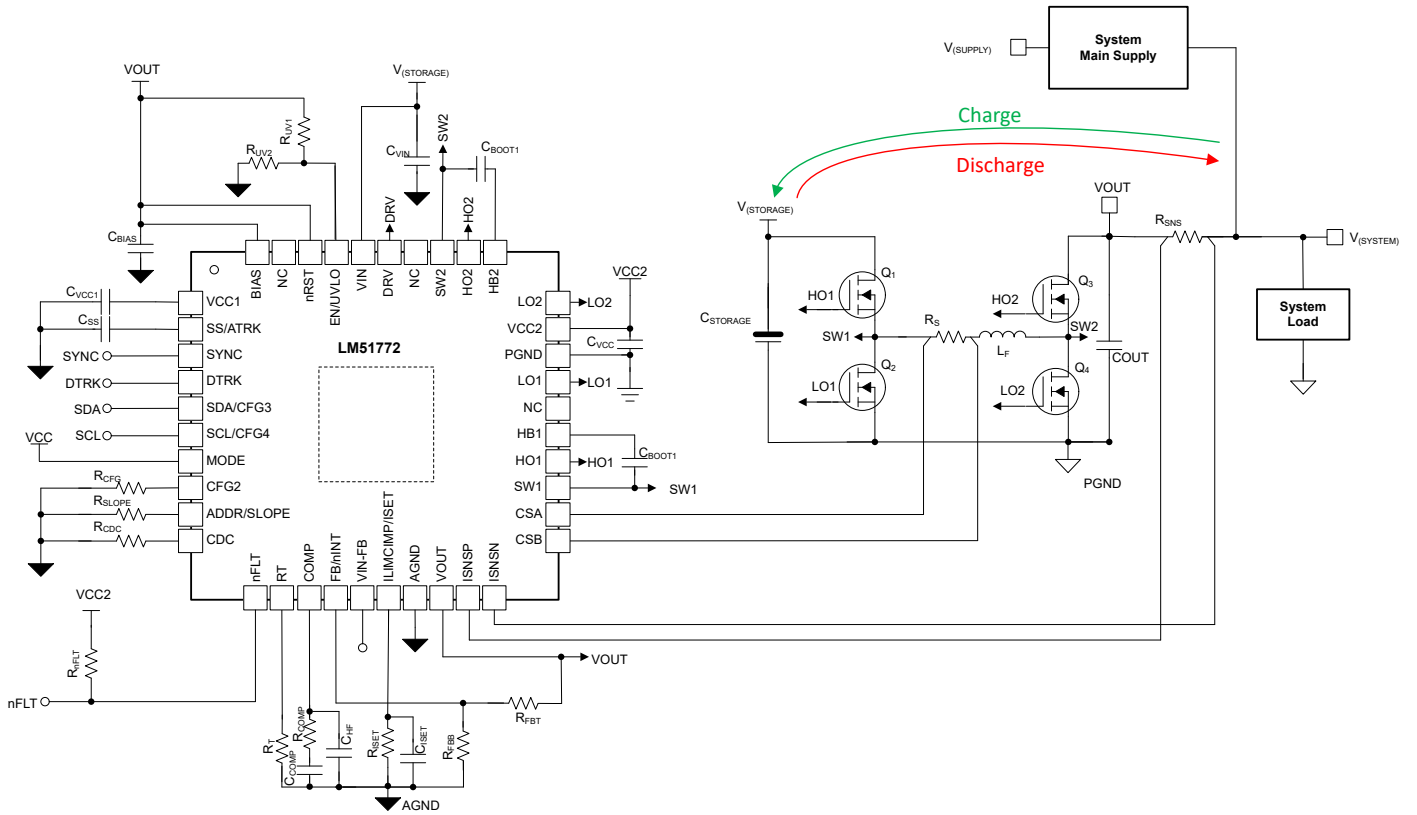 System
Main Supply
V(SUPPLY)
VOUT
V(STORAGE)
Charge
Discharge
RUV1
RUV2
CVIN
SW2
CBOOT1
DRV
HO2
CBIAS
VOUT
V(STORAGE)
RSNS
V(SYSTEM)
BIAS
NC
nRST
EN/UVLO
VIN
DRV
NC
SW2
HO2
HB2
VCC2
CVCC1
VCC1
LO2
LO2
CSS
SS/ATRK
VCC2
SYNC
SYNC
LM51772
PGND
CVCC
DTRK
DTRK
LO1
LO1
SDA
SDA/CFG3
NC
SCL
SCL/CFG4
HB1
VCC
MODE
HO1
HO1
CBOOT1
RCFG
CFG2
SW1
SW1
RSLOPE
ADDR/SLOPE
CSA
RCDC
CDC
CSB
Q1
HO1
CSTORAGE
SW1
RS
LF
Q2
LO1
Q3
HO2
SW2
COUT
Q4
LO2
PGND
System
Load
nFLT
RT
COMP
FB/nINT
VIN-FB
ILIMCIMP/ISET
AGND
VOUT
ISNSP
ISNSN
VCC2
RnFLT
nFLT
VOUT
RFBT
RT
RCOMP
CCOMP
CHF
RISET
CISET
RFBB
AGND